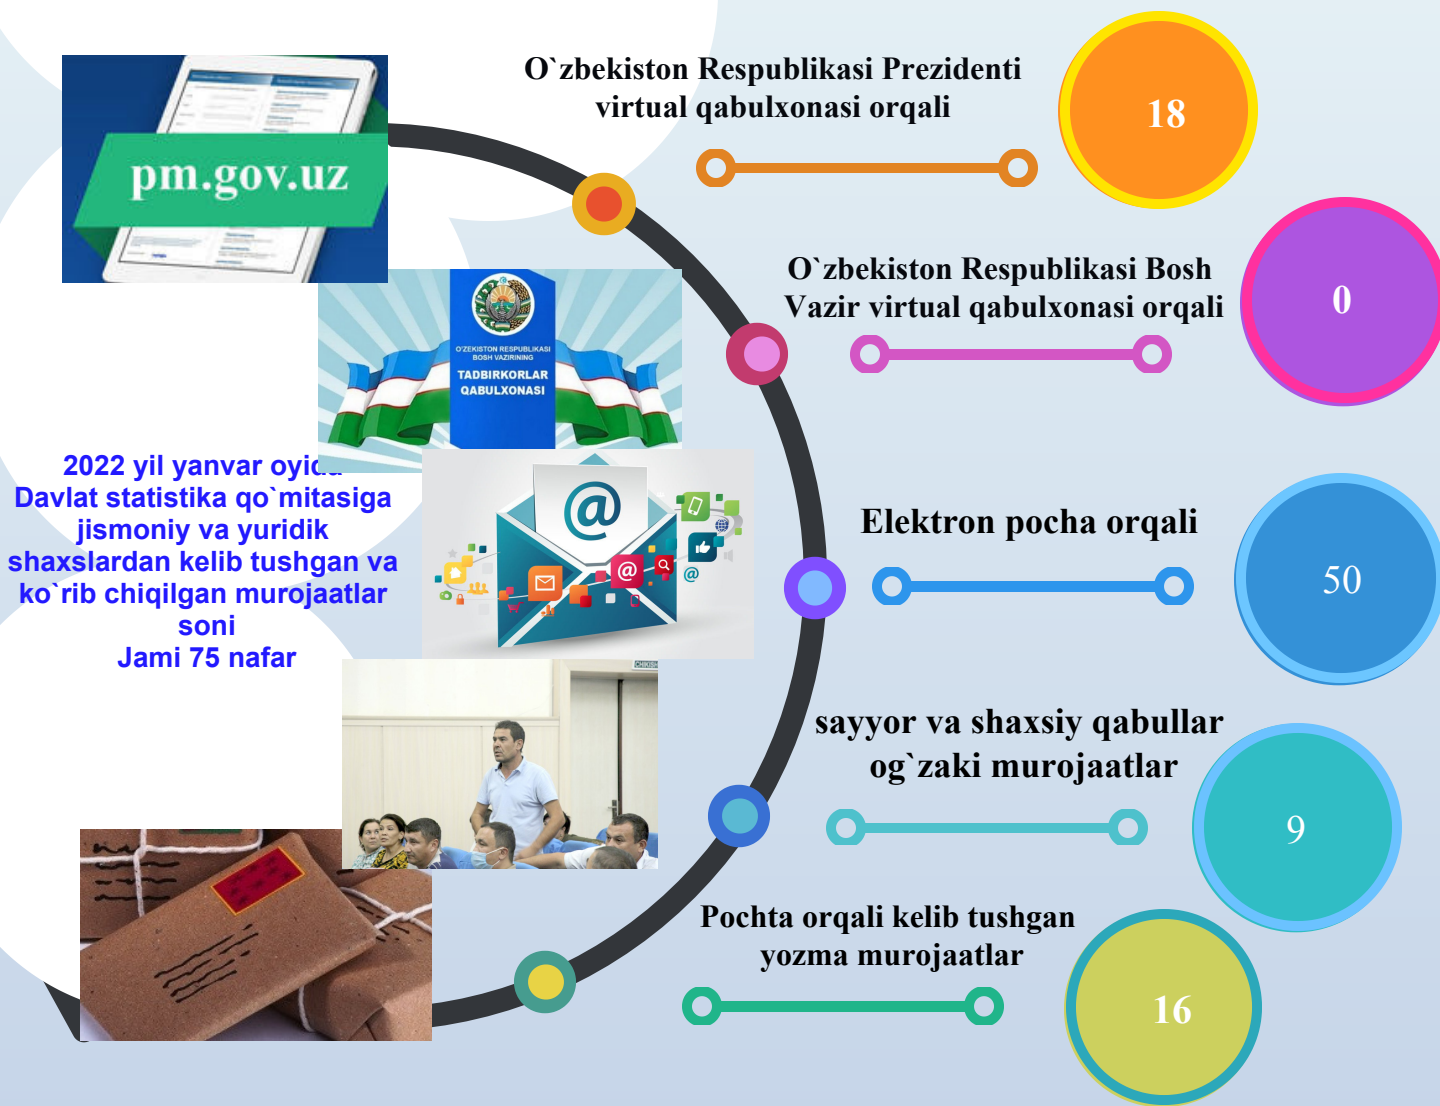 O`zbekiston Respublikasi Prezidenti
virtual qabulxonasi orqali
18
pm.gov.uz
O`zbekiston Respublikasi Bosh
Vazir virtual qabulxonasi orqali
0
O'ZEKISTON RESPUBLIKASI
BOSH VAZIRINING
TADBIRKORLAR
QABULXONASI
2022 yil yanvar oyida
Davlat statistika qo`mitasiga
jismoniy va yuridik
shaxslardan kelib tushgan va
ko`rib chiqilgan murojaatlar
soni
Jami 75 nafar
@
@
@
Elektron pocha orqali
50
sayyor va shaxsiy qabullar
og`zaki murojaatlar
9
Pochta orqali kelib tushgan
yozma murojaatlar
16